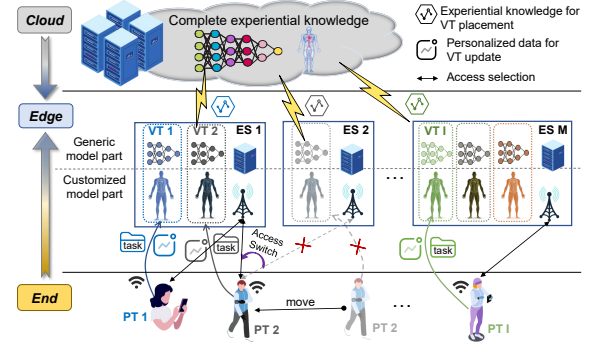 Cloud
Complete experiential knowledge
Experiential knowledge for
VT placement
Personalized data for
VT update
Access selection
Edge
VT 1
VT 2
ES 1
ES 2
VT I
ES M
Generic
model part
Customized
model part
...
task
task
Access
Switch
task
End
PT 1
PT 2
move
PT 2
...
PT I